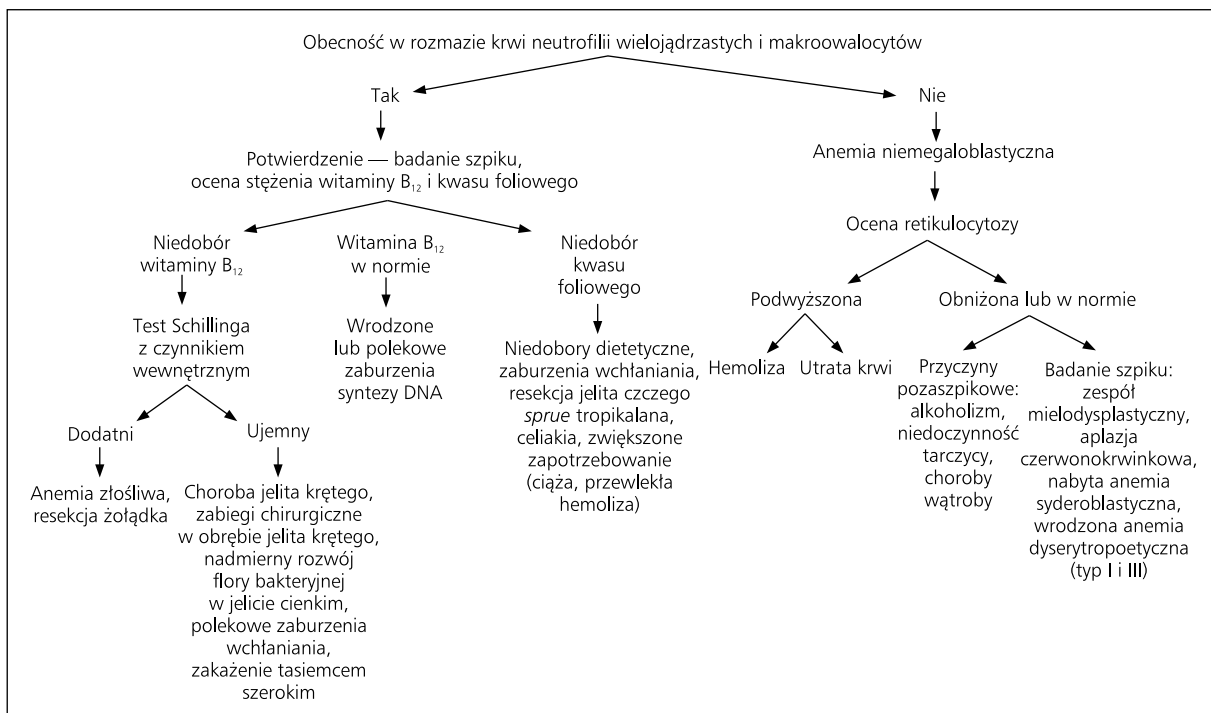 Obecność w rozmazie krwi neutrofilii wielojądrzastych i makroowalocytów
Tak
Nie
Potwierdzenie — badanie szpiku,
ocena stężenia witaminy B₁₂ i kwasu foliowego
Anemia niemegaloblastyczna
Ocena retikulocytozy
Niedobór
witaminy B₁₂
Witamina B₁₂
w normie
Niedobór
kwasu
foliowego
Podwyższona
Obniżona lub w normie
Test Schillinga
z czynnikiem
wewnętrznym
Wrodzone
lub polekowe
zaburzenia
syntezy DNA
Niedobory dietetyczne,
zaburzenia wchłaniania,
resekcja jelita czczego
sprue tropikalana,
celiakia, zwiększone
zapotrzebowanie
(ciąża, przewlekła
hemoliza)
Hemoliza
Utrata krwi
Przyczyny
pozaszpikowe:
alkoholizm,
niedoczynność
tarczycy,
choroby
wątroby
Badanie szpiku:
zespół
mielodysplastyczny,
aplazja
czerwonokrwinkowa,
nabyta anemia
syderoblastyczna,
wrodzona anemia
dyserytropoetyczna
(typ I i III)
Dodatni
Ujemny
Anemia złośliwa,
resekcja żołądka
Choroba jelita krętego,
zabiegi chirurgiczne
w obrębie jelita krętego,
nadmierny rozwój
flory bakteryjnej
w jelicie cienkim,
polekowe zaburzenia
wchłaniania,
zakażenie tasiemcem
szerokim